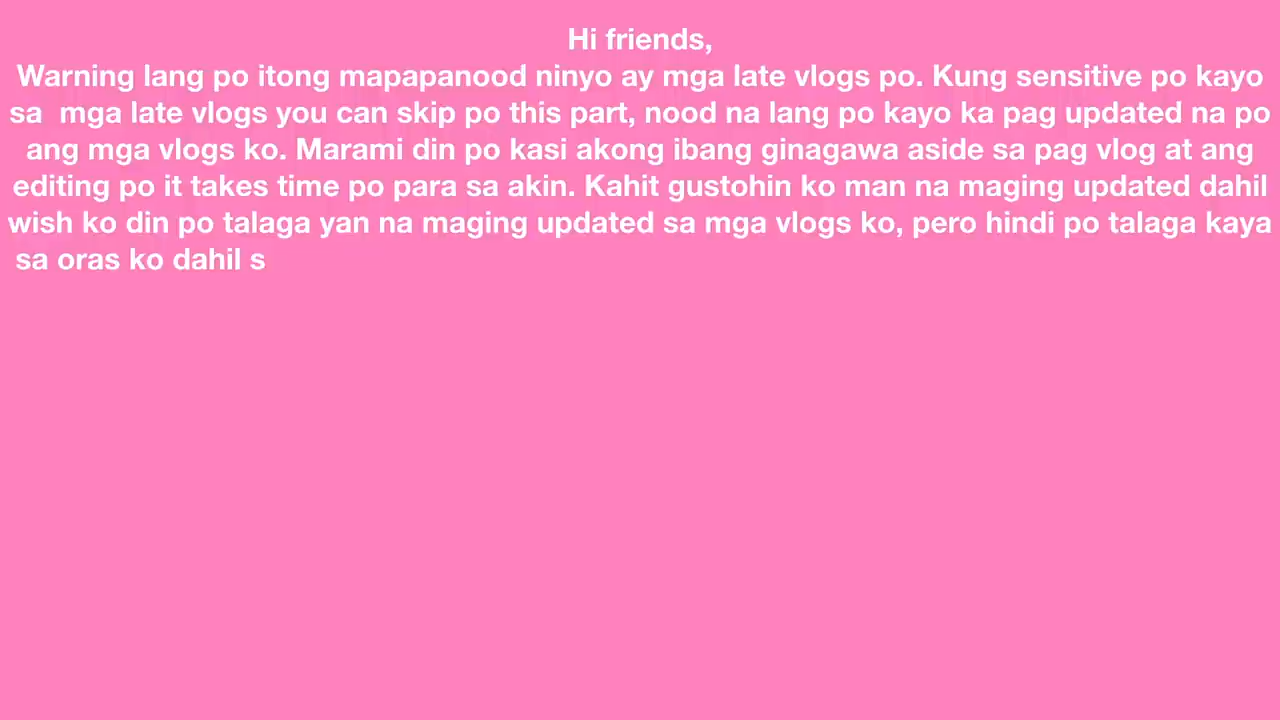 Hi friends,
Warning lang po itong mapapanood ninyo ay mga late vlogs po. Kung sensitive po kayo
sa  mga late vlogs you can skip po this part, nood na lang po kayo ka pag updated na po
ang mga vlogs ko. Marami din po kasi akong ibang ginagawa aside sa pag vlog at ang
editing po it takes time po para sa akin. Kahit gustohin ko man na maging updated dahil
wish ko din po talaga yan na maging updated sa mga vlogs ko, pero hindi po talaga kaya
sa oras ko dahil s